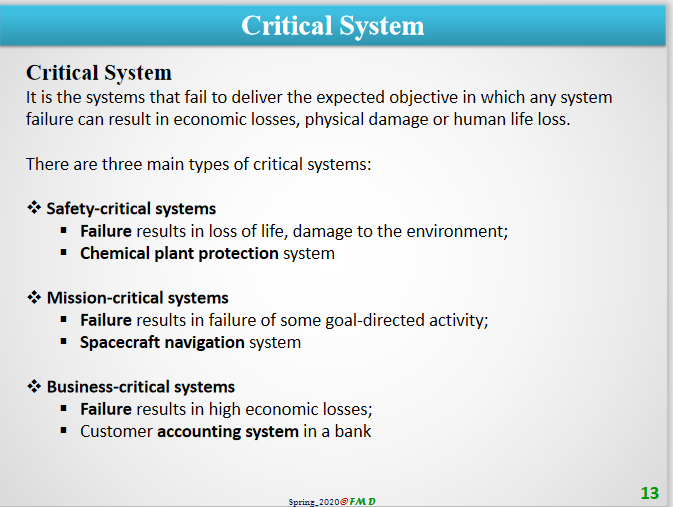 Critical System
Critical System
It is the systems that fail to deliver the expected objective in which any system
failure can result in economic losses, physical damage or human life loss.
There are three main types of critical systems:
❖ Safety-critical systems
▪ Failure results in loss of life, damage to the environment;
▪ Chemical plant protection system
❖ Mission-critical systems
▪ Failure results in failure of some goal-directed activity;
▪ Spacecraft navigation system
❖ Business-critical systems
▪ Failure results in high economic losses;
▪ Customer accounting system in a bank
Spring_2020@FMD
13